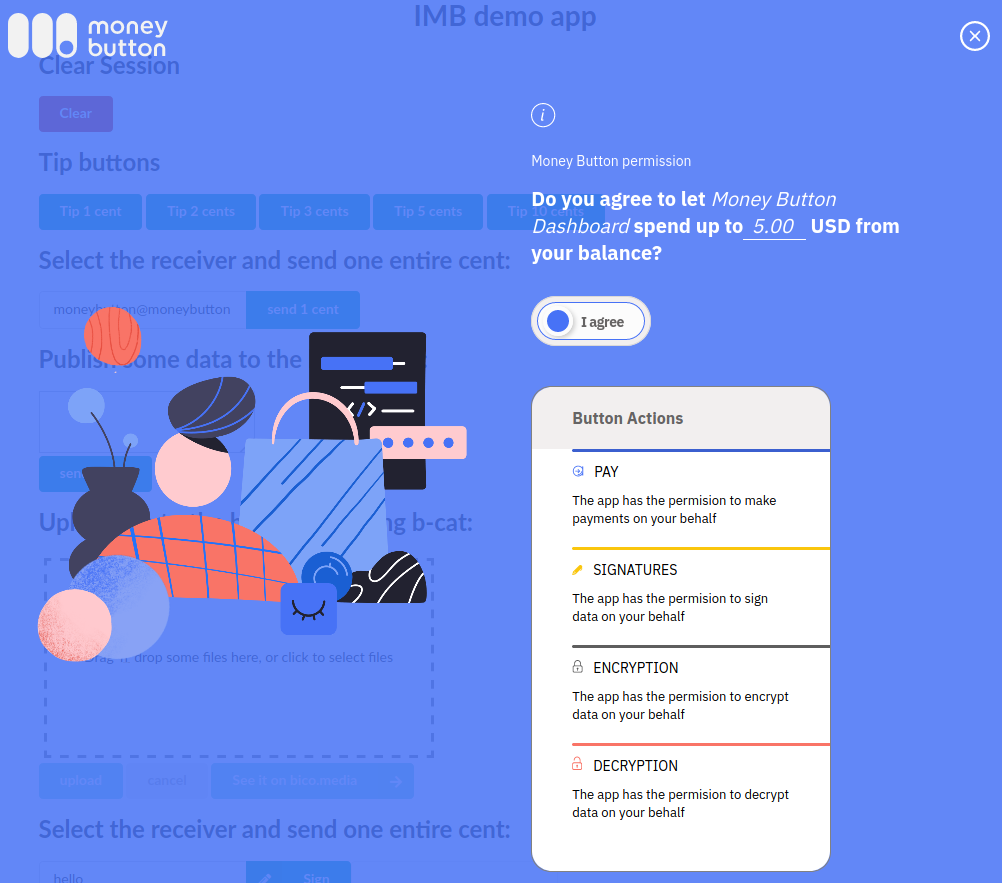 IMB demo app
money
button
Clear Session
Clear
Tip buttons
Tip 1 cent
Tip 2 cents
Tip 3 cents
Tip 5 cents
Tip 10 cents
Select the receiver and send one entire cent:
send 1 cent
some data to the
Drag 'n' drop some files here, or click to select files
upload
cancel
See it on bico.media
Select the receiver and send one entire cent:
hello
Sign
i
Money Button permission
Do you agree to let Money Button
Dashboard spend up to 5.00 USD from
your balance?
I agree
Button Actions
PAY
The app has the permision to make
payments on your behalf
SIGNATURES
The app has the permision to sign
data on your behalf
ENCRYPTION
The app has the permision to encrypt
data on your behalf
DECRYPTION
The app has the permision to decrypt
data on your behalf